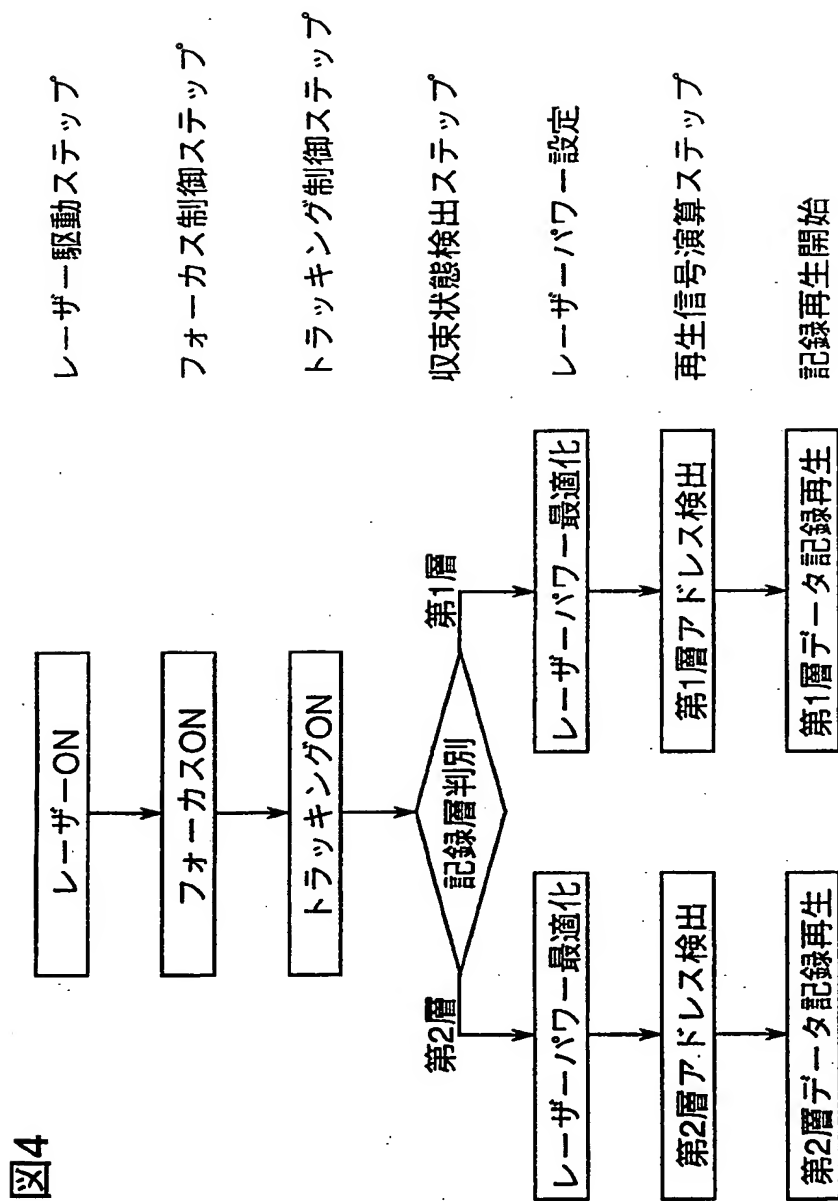 図4
レーザーON
レーザー駆動ステップ
フォーカスON
フォーカス制御ステップ
トラッキングON
トラッキング制御ステップ
記録層判別
収束状態検出ステップ
第2層
第1層
レーザーパワー最適化
レーザーパワー最適化
レーザーパワー設定
第2層アドレス検出
第1層アドレス検出
再生信号演算ステップ
第2層データ記録再生
第1層データ記録再生
記録再生開始